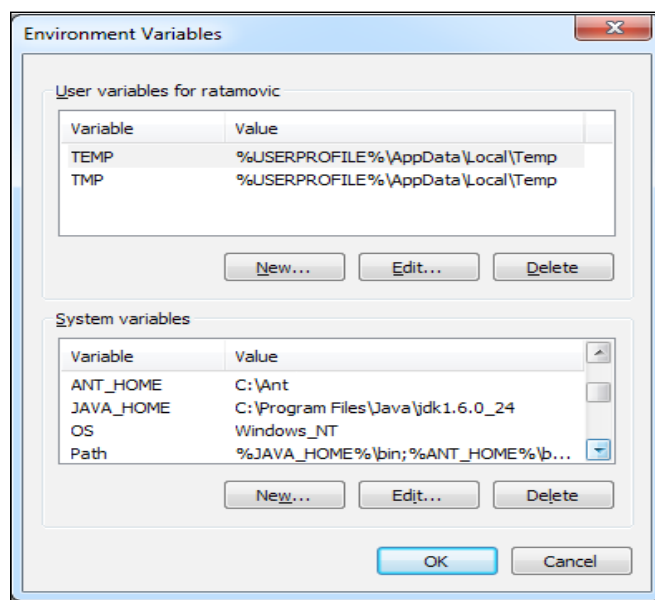 Environment Variables
User variables for ratamovic
Variable Value
TEMP %USERPROFILE%\AppData\Local\Temp
TMP %USERPROFILE%\AppData\Local\Temp
New... Edit... Delete
System variables
Variable Value
ANT_HOME C:\Ant
JAVA_HOME C:\Program Files\Java\jdk1.6.0_24
OS Windows_NT
Path %JAVA_HOME%\bin;%ANT_HOME%\b...
New... Edit... Delete
OK Cancel